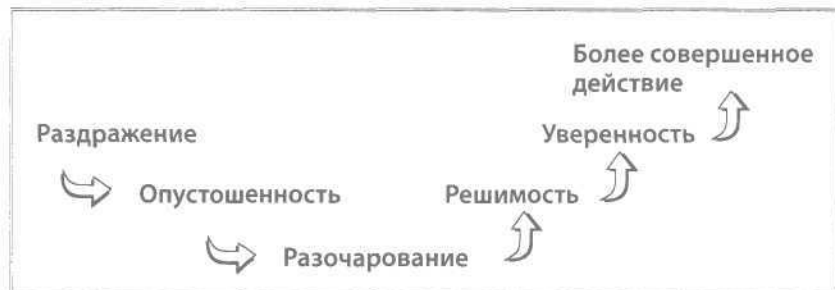 Более совершенное
действие
Раздражение
Уверенность
Опустошенность
Решимость
Разочарование